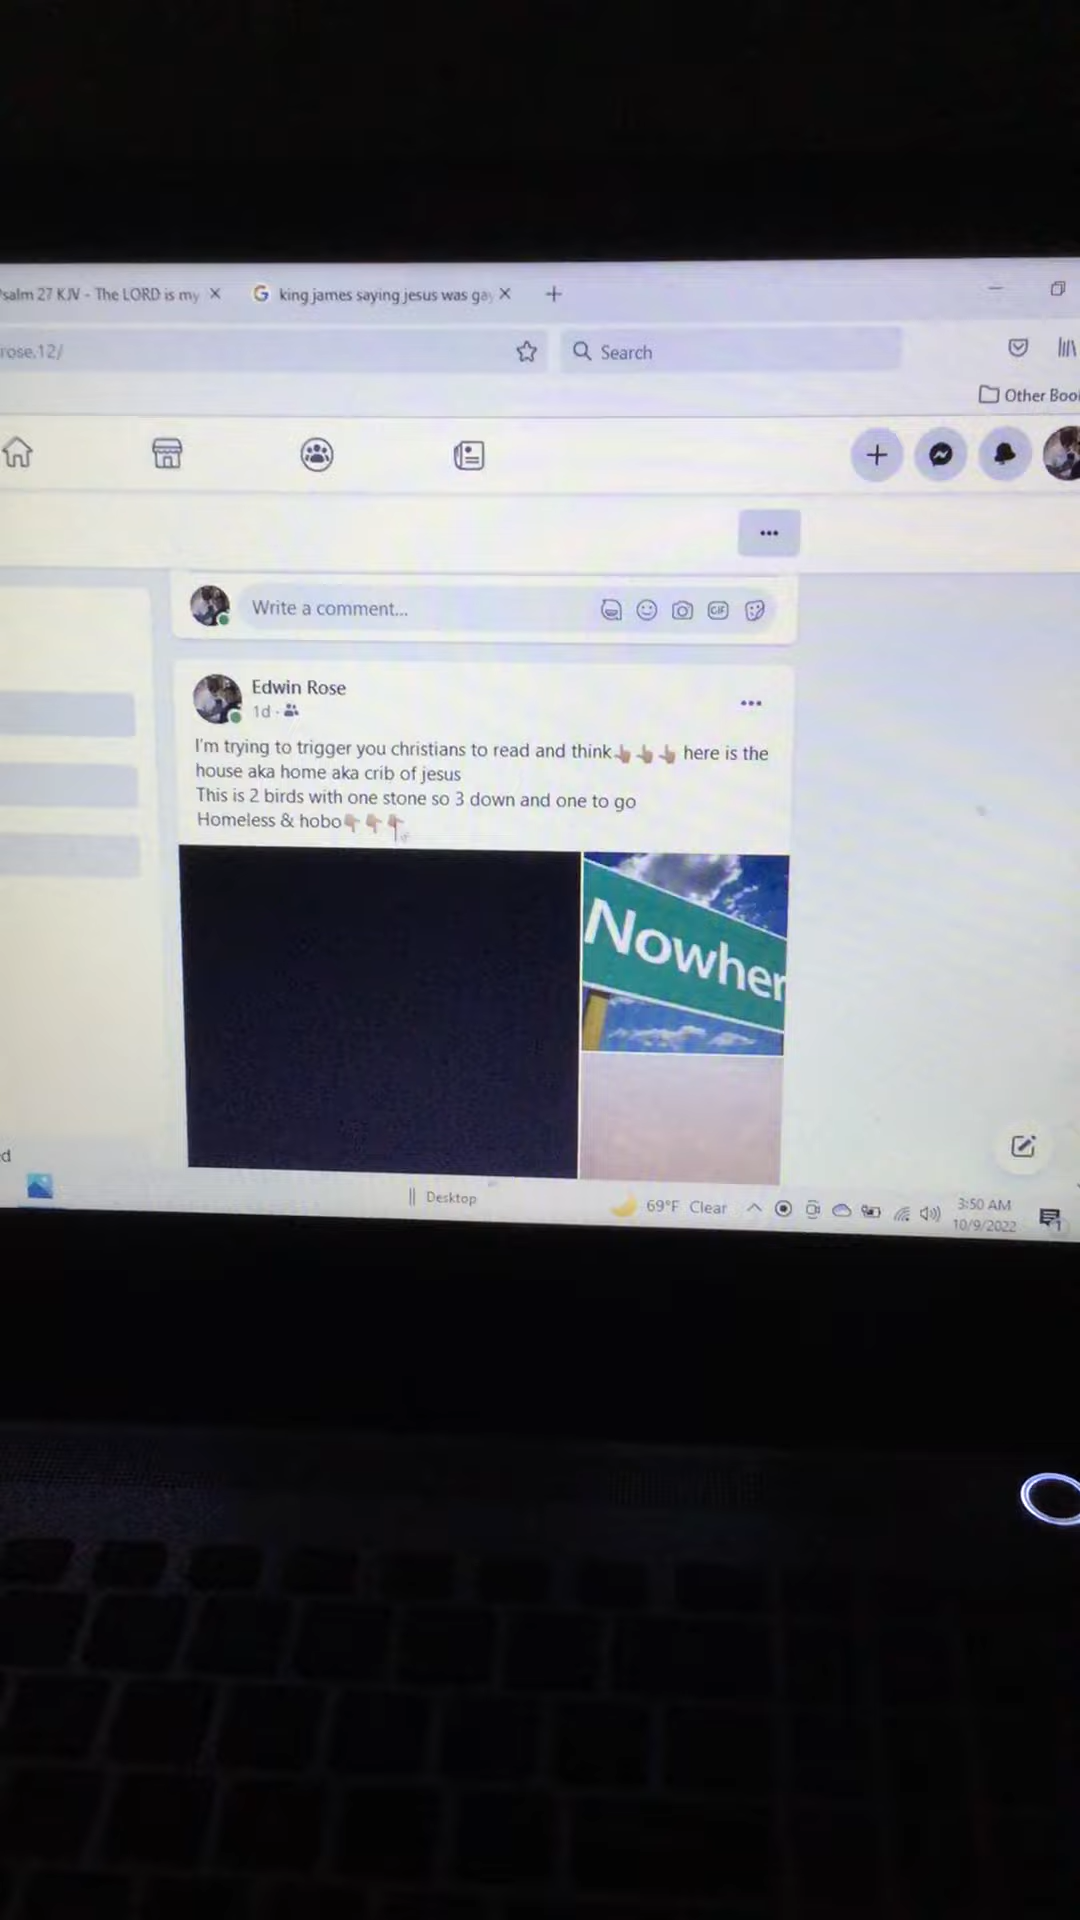 salm 27 KJV - The LORD is my
king james saying jesus was gay
rose.12/
Search
Other Boo
Write a comment...
GIF
Edwin Rose
1d ·
I'm trying to trigger you christians to read and think👆🏽👆🏽👆🏽 here is the
house aka home aka crib of jesus
This is 2 birds with one stone so 3 down and one to go
Homeless & hobo👇🏽👇🏽👇🏽
Nowher
d
Desktop
69°F Clear
3:50 AM
10/9/2022
1